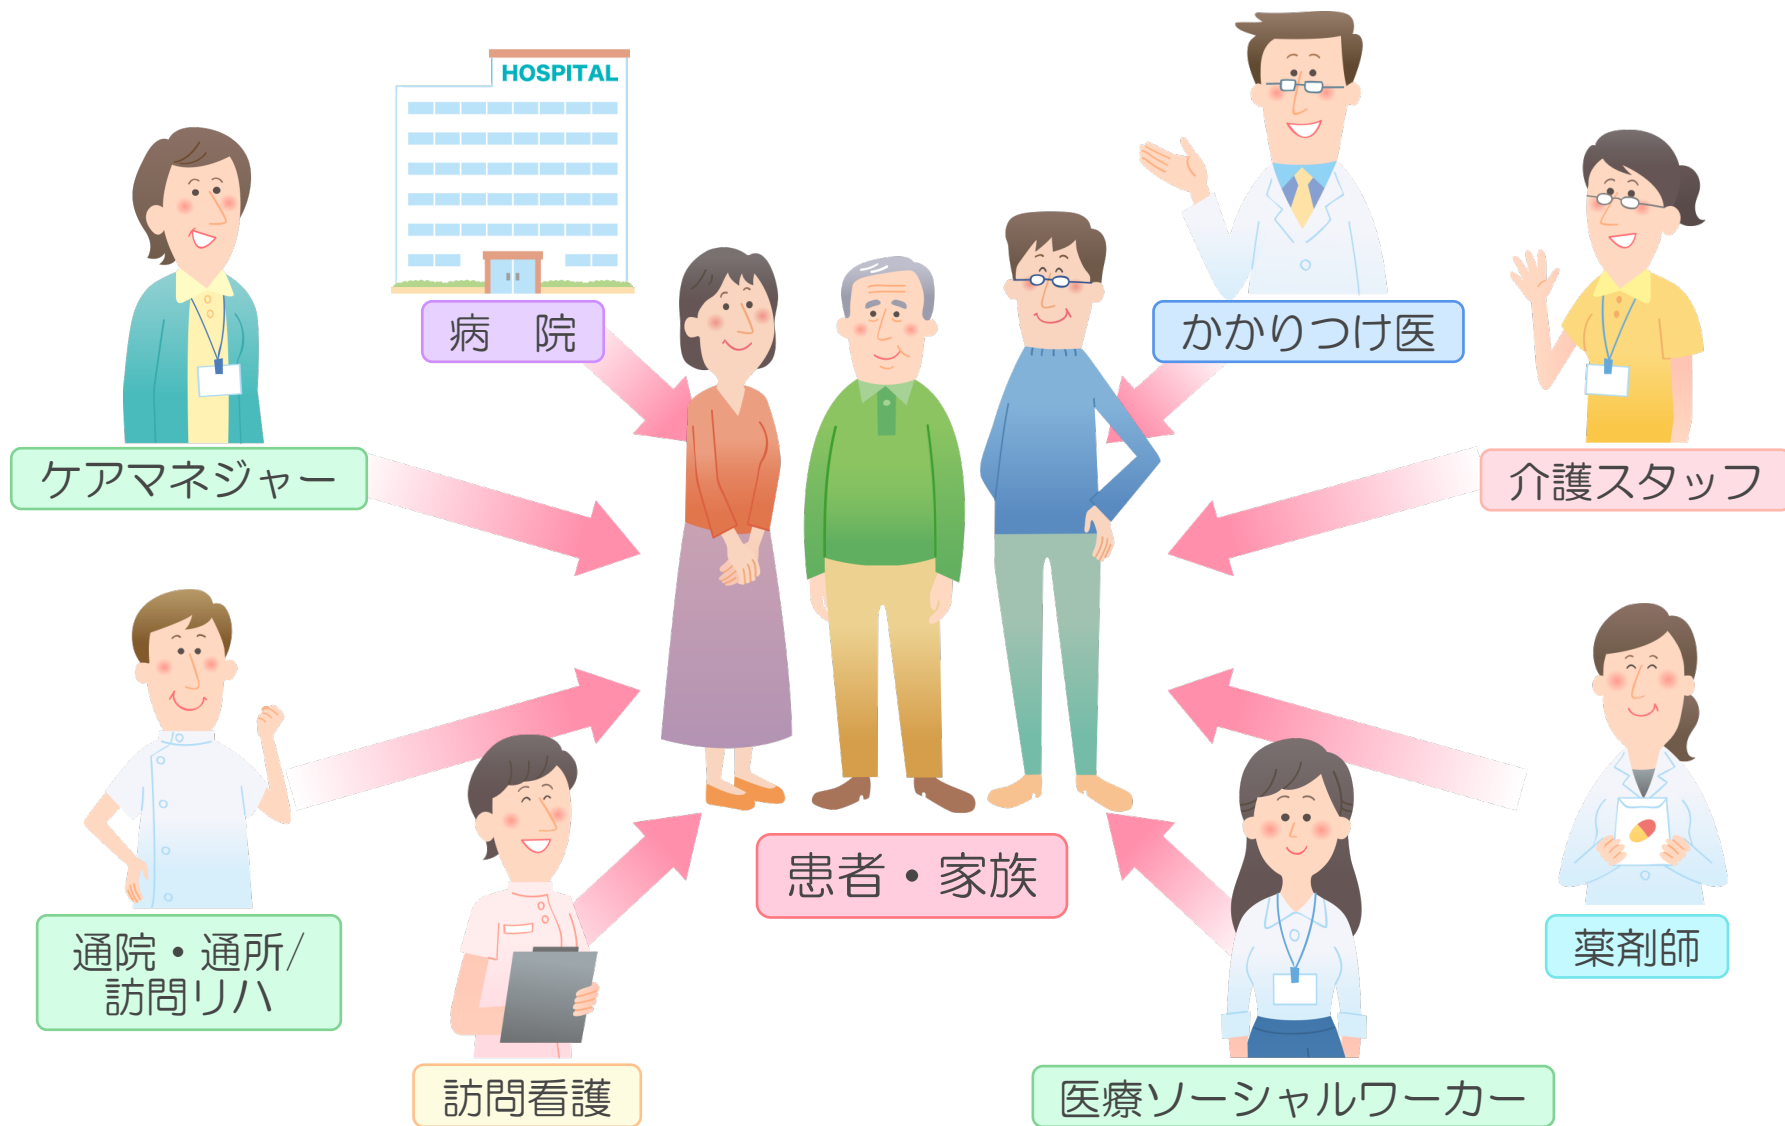 HOSPITAL
病　院
かかりつけ医
ケアマネジャー
介護スタッフ
患者・家族
通院・通所/
訪問リハ
薬剤師
訪問看護
医療ソーシャルワーカー